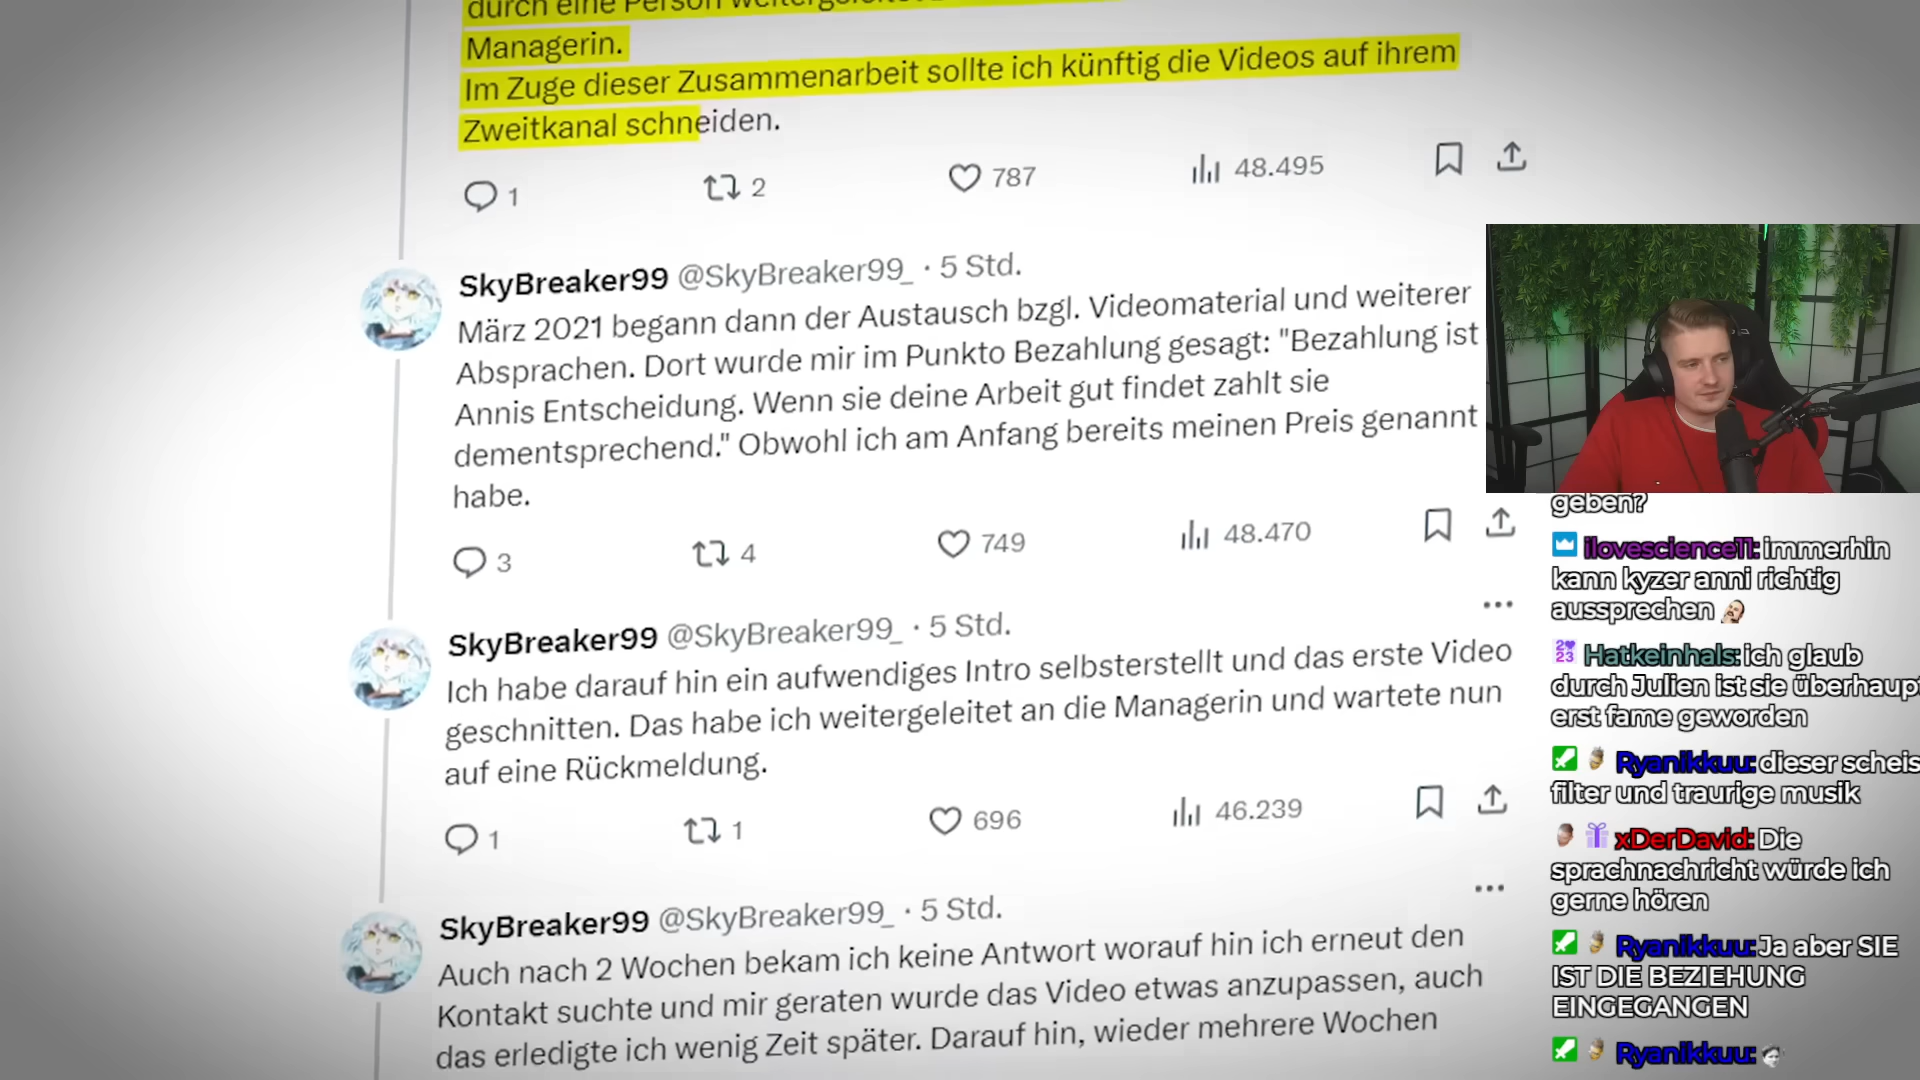 durch eine Person
Managerin.
Im Zuge dieser Zusammenarbeit sollte ich künftig die Videos auf ihrem
Zweitkanal schneiden.
1 2 787 48.495
SkyBreaker99 @SkyBreaker99_ · 5 Std.
März 2021 begann dann der Austausch bzgl. Videomaterial und weiterer
Absprachen. Dort wurde mir im Punkto Bezahlung gesagt: "Bezahlung ist
Annis Entscheidung. Wenn sie deine Arbeit gut findet zahlt sie
dementsprechend." Obwohl ich am Anfang bereits meinen Preis genannt
habe.
3 4 749 48.470
SkyBreaker99 @SkyBreaker99_ · 5 Std.
Ich habe darauf hin ein aufwendiges Intro selbsterstellt und das erste Video
geschnitten. Das habe ich weitergeleitet an die Managerin und wartete nun
auf eine Rückmeldung.
1 1 696 46.239
SkyBreaker99 @SkyBreaker99_ · 5 Std.
Auch nach 2 Wochen bekam ich keine Antwort worauf hin ich erneut den
Kontakt suchte und mir geraten wurde das Video etwas anzupassen, auch
das erledigte ich wenig Zeit später. Darauf hin, wieder mehrere Wochen
geben?
ilovescience11: immerhin
kann kyzer anni richtig
aussprechen
Hatkeinhals: ich glaub
durch Julien ist sie überhaupt
erst fame geworden
Ryanikkuu: dieser scheis
filter und traurige musik
xDerDavid: Die
sprachnachricht würde ich
gerne hören
Ryanikkuu: Ja aber SIE
IST DIE BEZIEHUNG
EINGEGANGEN
Ryanikkuu: